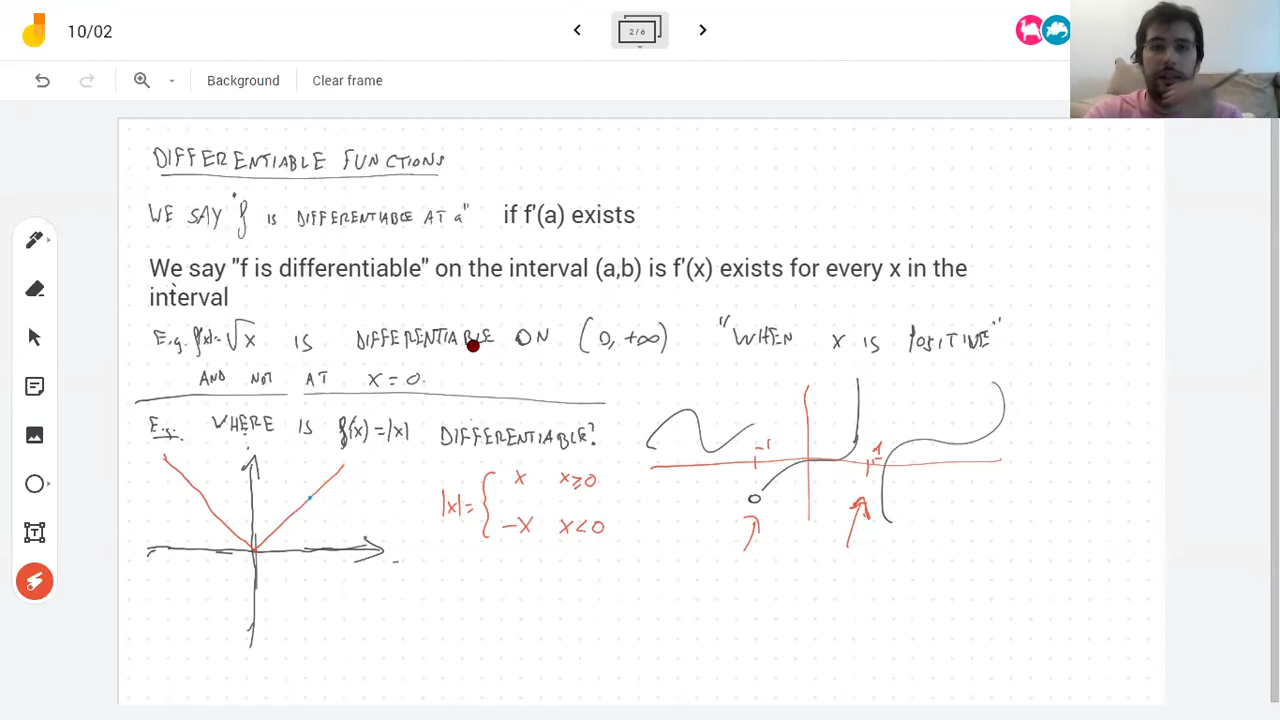 10/02
2/6
Background
Clear frame
DIFFERENTIABLE FUNCTIONS
WE SAY "f IS DIFFERENTIABLE AT a" if f'(a) exists
We say "f is differentiable" on the interval (a,b) is f'(x) exists for every x in the
interval
E.g. f(x)=√x IS DIFFERENTIABLE ON (0, +∞) "WHEN x IS POSITIVE"
AND NOT AT x = 0.
E.g. WHERE IS f(x)=|x| DIFFERENTIABLE?
|x|= { x x≥0
-x x<0
-1
1